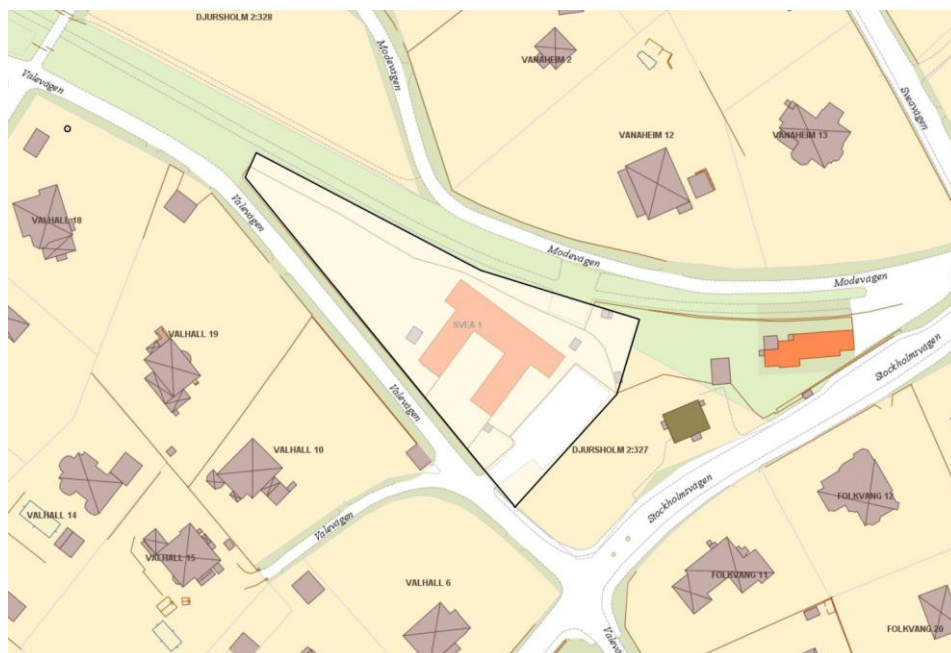 DJURSHOLM 2:328
Modevägen
VANAHEIM 2
Sveavägen
Valevägen
VANAHEIM 12
VANAHEIM 13
VALHALL 18
Valevägen
Modevägen
Modevägen
SVEA 1
VALHALL 19
Stockholmsvägen
Valevägen
VALHALL 10
DJURSHOLM 2:327
Stockholmsvägen
FOLKVANG 12
VALHALL 14
Valevägen
VALHALL 15
VALHALL 6
FOLKVANG 11
Valeväg
FOLKVANG 20